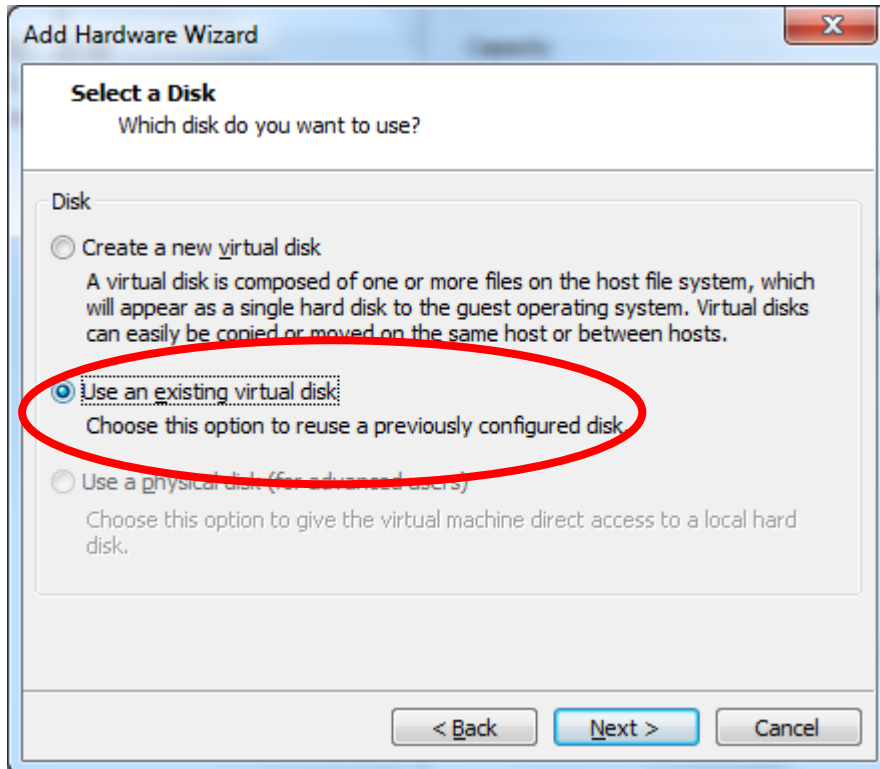 Add Hardware Wizard
Select a Disk
Which disk do you want to use?
Disk
Create a new virtual disk
A virtual disk is composed of one or more files on the host file system, which
will appear as a single hard disk to the guest operating system. Virtual disks
can easily be copied or moved on the same host or between hosts.
Use an existing virtual disk
Choose this option to reuse a previously configured disk.
Use a physical disk (for advanced users)
Choose this option to give the virtual machine direct access to a local hard
disk.
< Back
Next >
Cancel